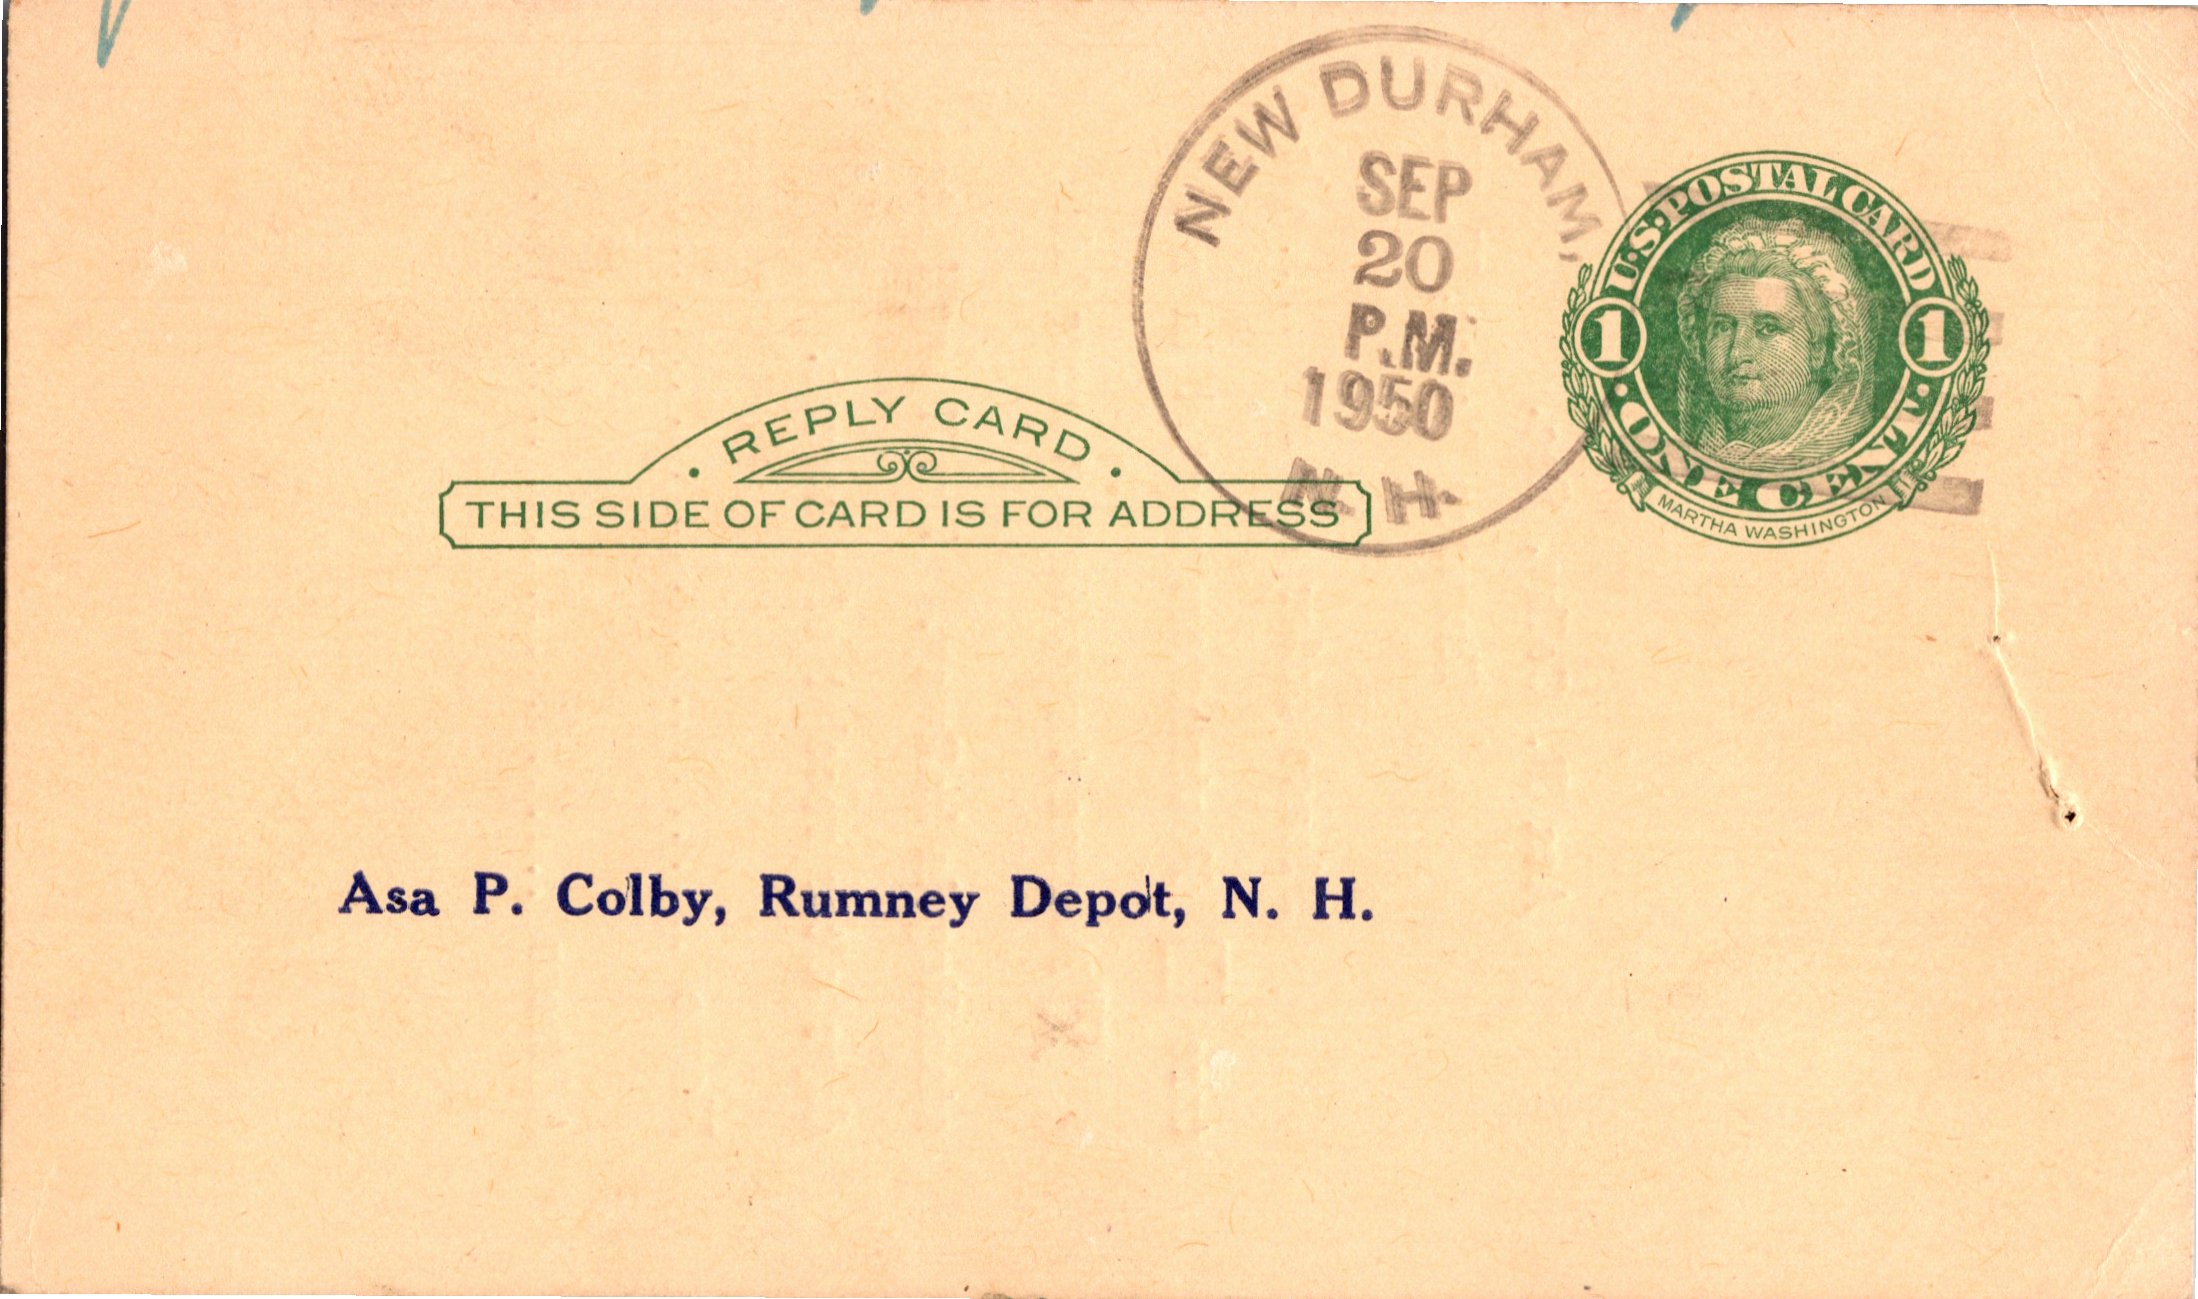 NEW DURHAM,
SEP
20
P.M.
1950
N. H.
U·S·POSTAL CARD
1 1
·ONE CENT·
MARTHA WASHINGTON
· REPLY CARD ·
THIS SIDE OF CARD IS FOR ADDRESS
Asa P. Colby, Rumney Depot, N. H.